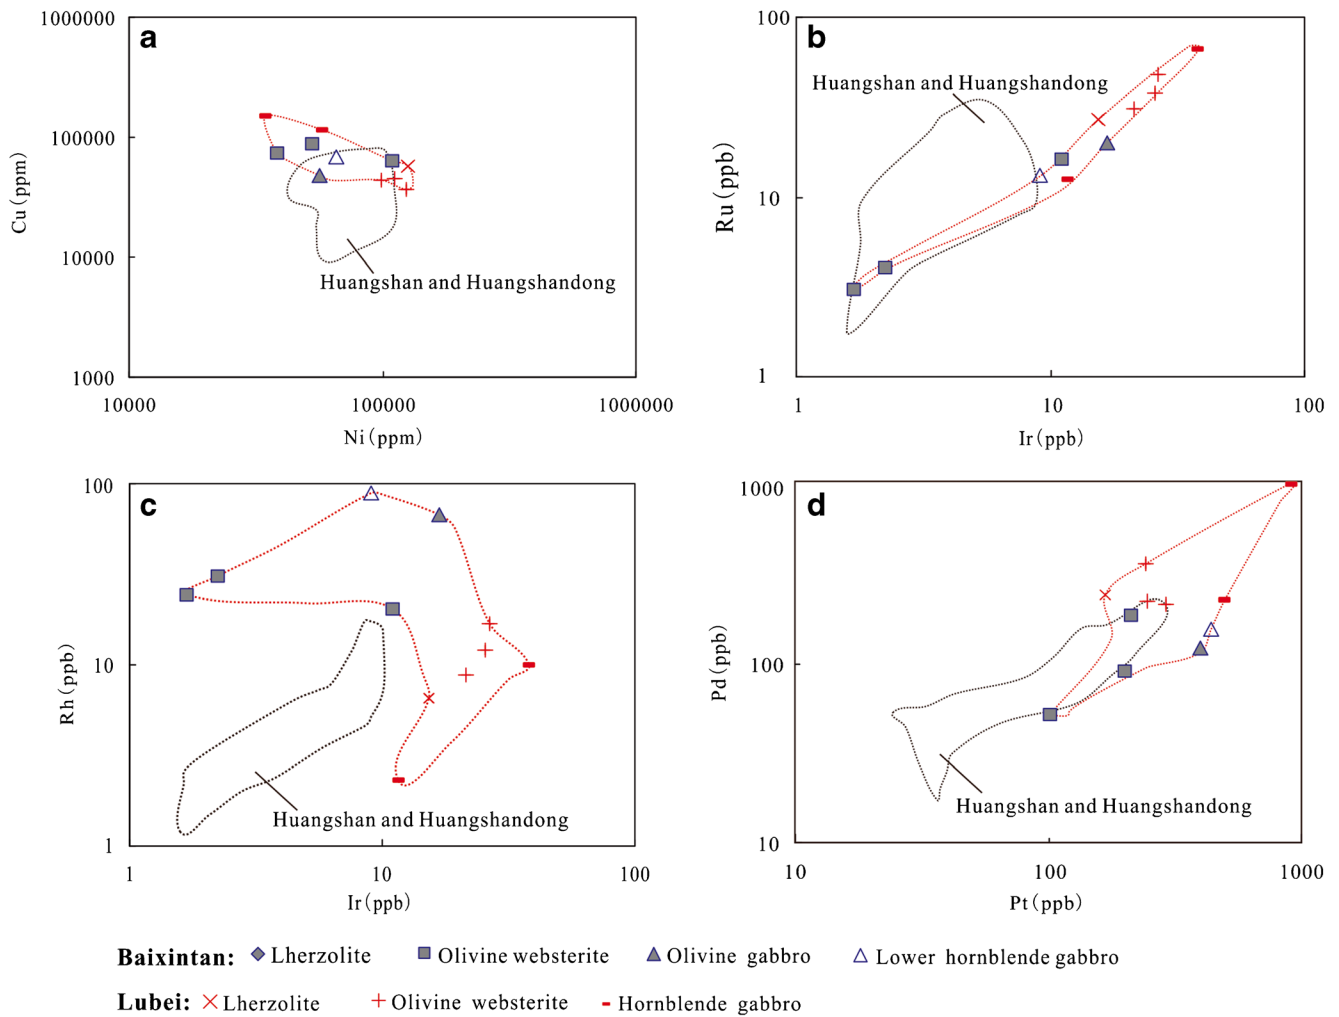 a
1000000
100000
10000
1000
Cu(ppm)
Huangshan and Huangshandong
10000
100000
1000000
Ni(ppm)
b
100
10
1
Ru(ppb)
Huangshan and Huangshandong
1
10
100
Ir(ppb)
c
100
10
1
Rh(ppb)
Huangshan and Huangshandong
1
10
100
Ir(ppb)
d
1000
100
10
Pd(ppb)
Huangshan and Huangshandong
10
100
1000
Pt(ppb)
Baixintan: Lherzolite Olivine websterite Olivine gabbro Lower hornblende gabbro
Lubei: Lherzolite Olivine websterite Hornblende gabbro